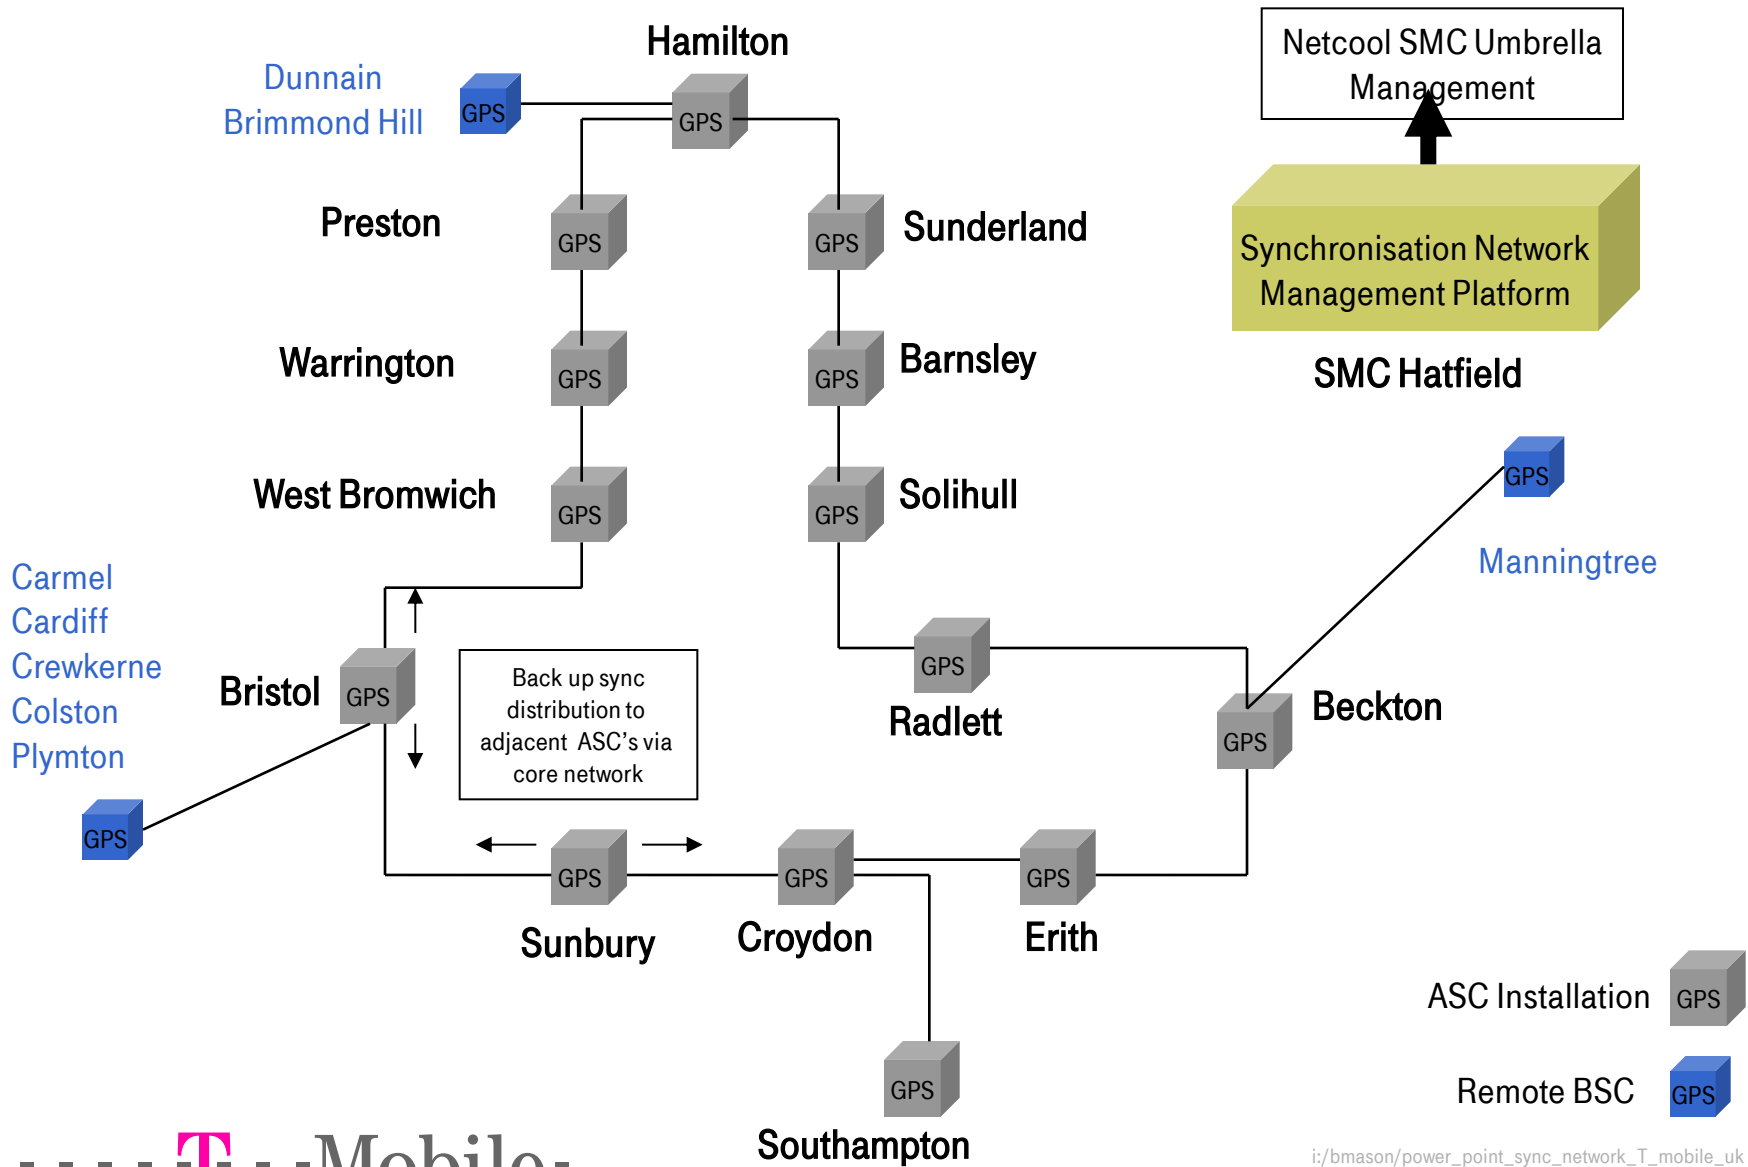 Hamilton
Netcool SMC Umbrella
Management
Dunnain
Brimmond Hill
GPS
GPS
Preston
GPS
GPS
Sunderland
Synchronisation Network
Management Platform
Warrington
GPS
GPS
Barnsley
SMC Hatfield
West Bromwich
GPS
GPS
Solihull
GPS
Manningtree
Carmel
Cardiff
Crewkerne
Colston
Plymton
Bristol
GPS
Back up sync
distribution to
adjacent ASC's via
core network
GPS
Radlett
GPS
Beckton
GPS
GPS
Sunbury
GPS
Croydon
GPS
Erith
ASC Installation
GPS
GPS
Southampton
Remote BSC
GPS
T Mobile
i:/bmason/power_point_sync_network_T_mobile_uk